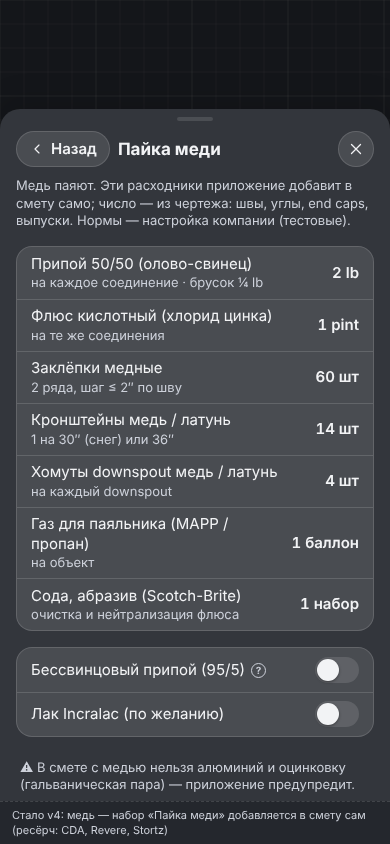 Назад
Пайка меди
Медь паяют. Эти расходники приложение добавит в
смету само; число — из чертежа: швы, углы, end caps,
выпуски. Нормы — настройка компании (тестовые).
Припой 50/50 (олово-свинец)
на каждое соединение · брусок ¼ lb
2 lb
Флюс кислотный (хлорид цинка)
на те же соединения
1 pint
Заклёпки медные
2 ряда, шаг ≤ 2″ по шву
60 шт
Кронштейны медь / латунь
1 на 30″ (снег) или 36″
14 шт
Хомуты downspout медь / латунь
на каждый downspout
4 шт
Газ для паяльника (MAPP /
пропан)
на объект
1 баллон
Сода, абразив (Scotch-Brite)
очистка и нейтрализация флюса
1 набор
Бессвинцовый припой (95/5) ?
Лак Incralac (по желанию)
⚠ В смете с медью нельзя алюминий и оцинковку
(гальваническая пара) — приложение предупредит.
Стало v4: медь — набор «Пайка меди» добавляется в смету сам
(ресёрч: CDA, Revere, Stortz)